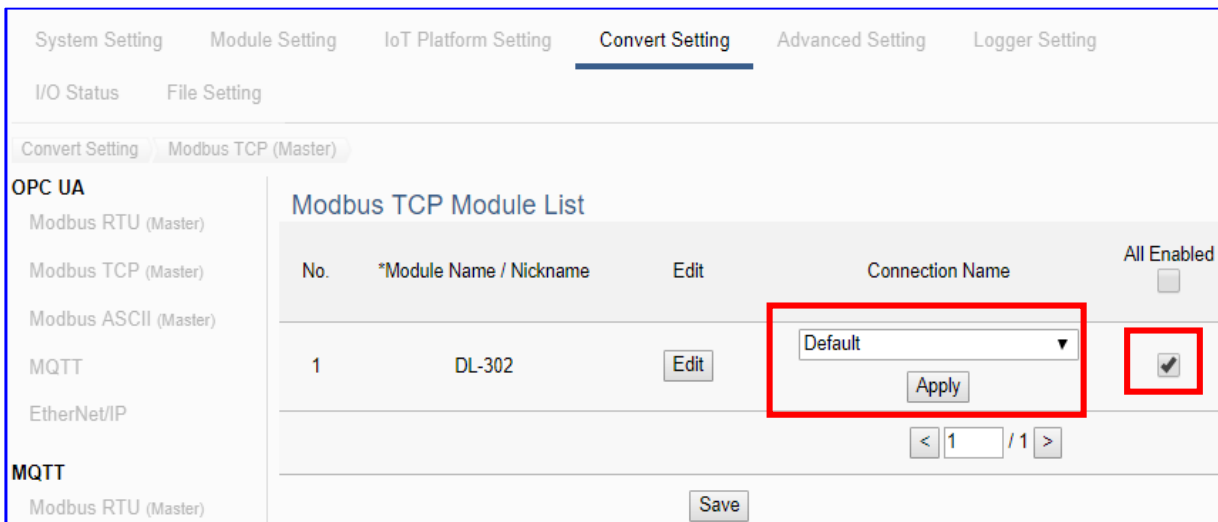 System Setting Module Setting IoT Platform Setting Convert Setting Advanced Setting Logger Setting
I/O Status File Setting
Convert Setting Modbus TCP (Master)
OPC UA
Modbus RTU (Master)
Modbus TCP (Master)
Modbus ASCII (Master)
MQTT
EtherNet/IP
MQTT
Modbus RTU (Master)
Modbus TCP Module List
No. *Module Name / Nickname Edit Connection Name All Enabled
1 DL-302 Edit Default
Apply
< 1 / 1 >
Save